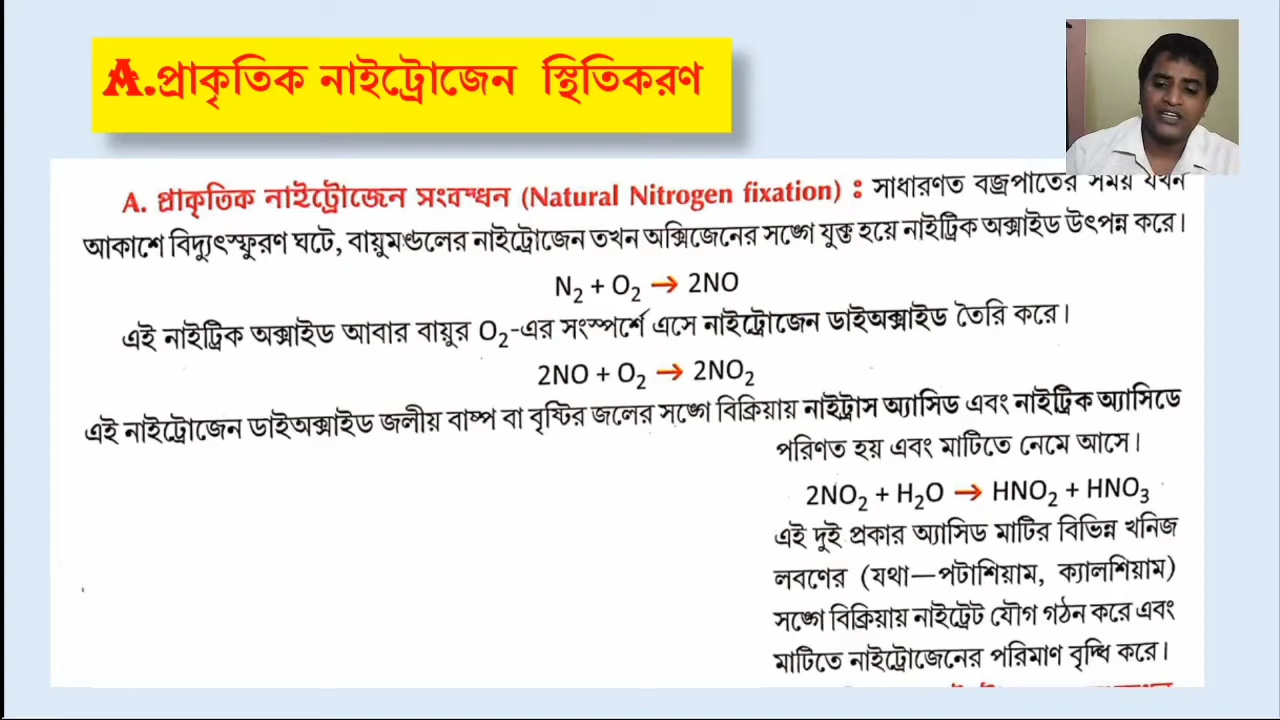 A.প্রাকৃতিক নাইট্রোজেন স্থিতিকরণ
A. প্রাকৃতিক নাইট্রোজেন সংবন্ধন (Natural Nitrogen fixation) : সাধারণত বজ্রপাতের সময় যখন
আকাশে বিদ্যুৎস্ফুরণ ঘটে, বায়ুমণ্ডলের নাইট্রোজেন তখন অক্সিজেনের সঙ্গে যুক্ত হয়ে নাইট্রিক অক্সাইড উৎপন্ন করে।
N₂ + O₂ → 2NO
এই নাইট্রিক অক্সাইড আবার বায়ুর O₂-এর সংস্পর্শে এসে নাইট্রোজেন ডাইঅক্সাইড তৈরি করে।
2NO + O₂ → 2NO₂
এই নাইট্রোজেন ডাইঅক্সাইড জলীয় বাষ্প বা বৃষ্টির জলের সঙ্গে বিক্রিয়ায় নাইট্রাস অ্যাসিড এবং নাইট্রিক অ্যাসিডে
পরিণত হয় এবং মাটিতে নেমে আসে।
2NO₂ + H₂O → HNO₂ + HNO₃
এই দুই প্রকার অ্যাসিড মাটির বিভিন্ন খনিজ
লবণের (যথা—পটাশিয়াম, ক্যালশিয়াম)
সঙ্গে বিক্রিয়ায় নাইট্রেট যৌগ গঠন করে এবং
মাটিতে নাইট্রোজেনের পরিমাণ বৃদ্ধি করে।